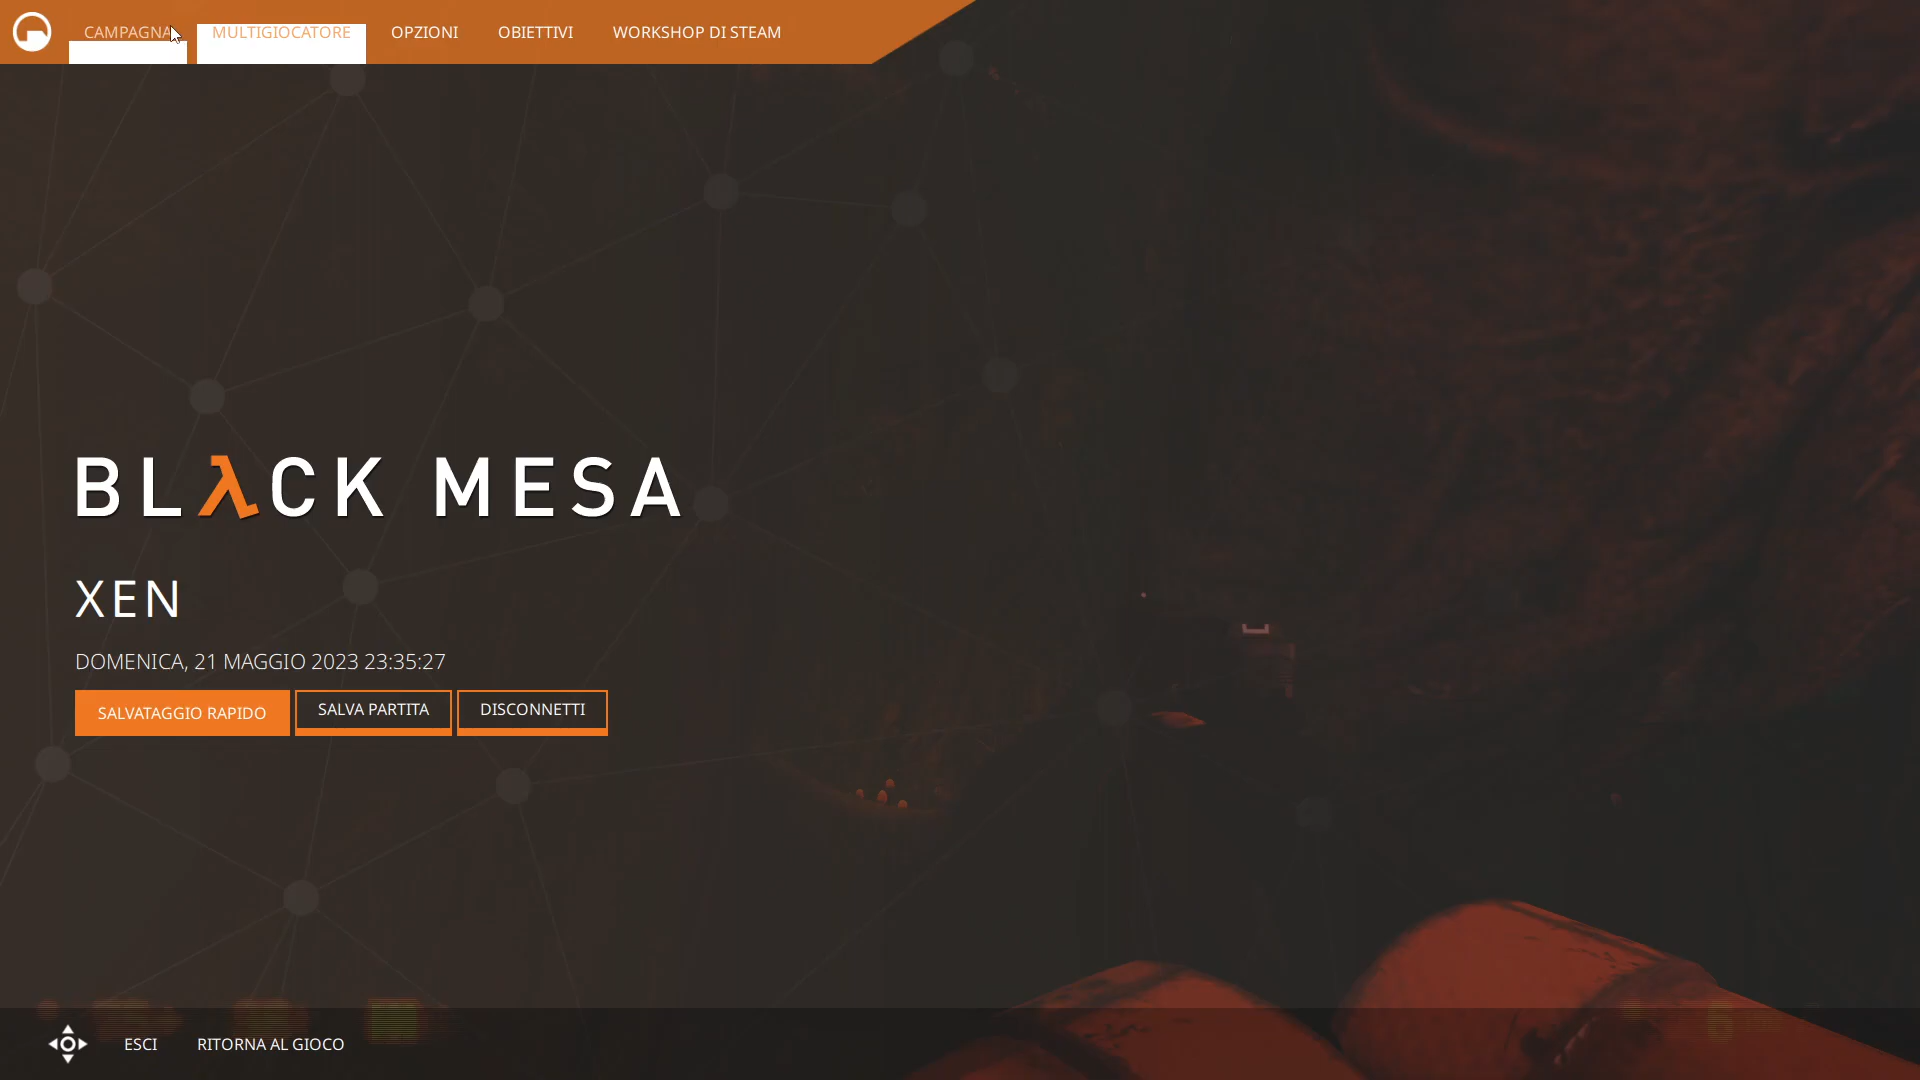 CAMPAGNA MULTIGIOCATORE OPZIONI OBIETTIVI WORKSHOP DI STEAM
BLλCK MESA
XEN
DOMENICA, 21 MAGGIO 2023 23:35:27
SALVATAGGIO RAPIDO SALVA PARTITA DISCONNETTI
ESCI RITORNA AL GIOCO